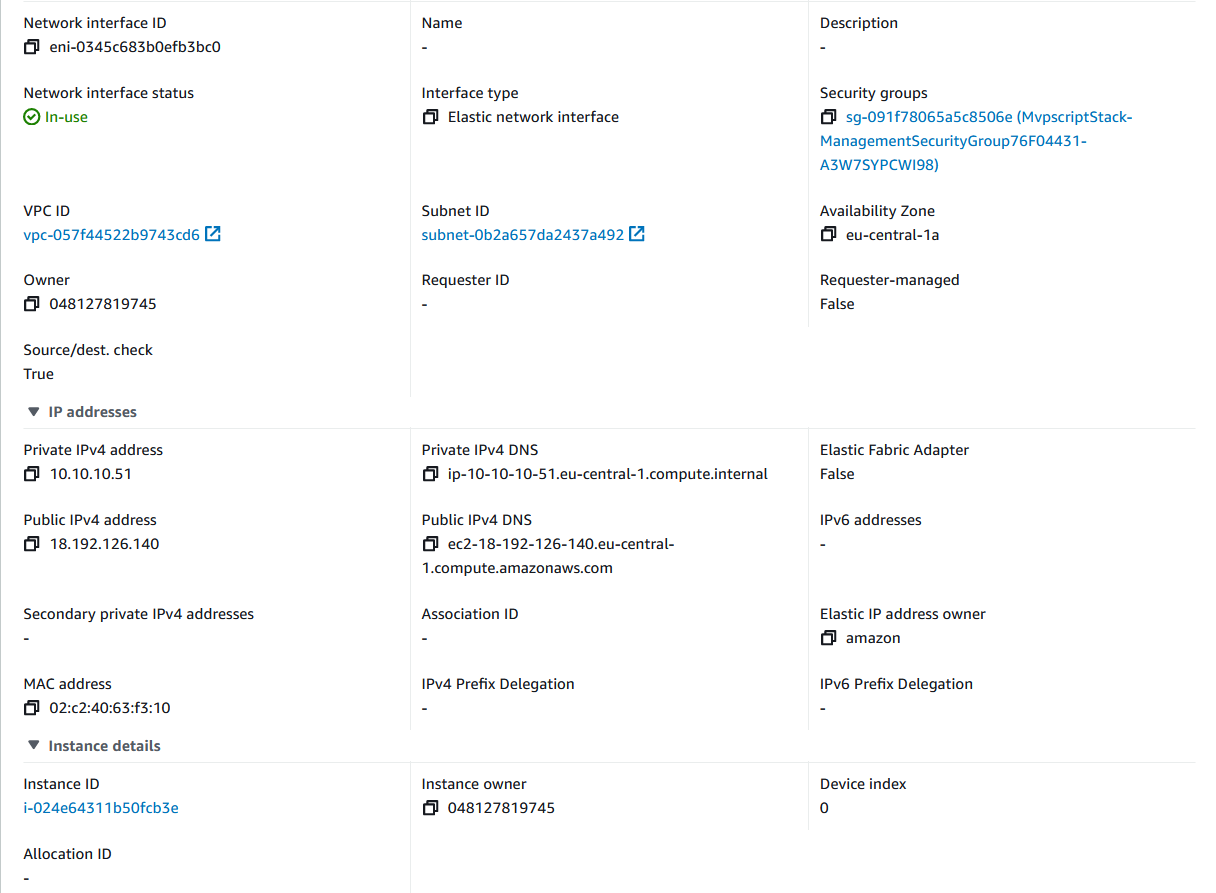 Network interface ID
eni-0345c683b0efb3bc0
Name
-
Description
-
Network interface status
In-use
Interface type
Elastic network interface
Security groups
sg-091f78065a5c8506e (MvpscriptStack-
ManagementSecurityGroup76F04431-
A3W7SYPCWI98)
VPC ID
vpc-057f44522b9743cd6
Subnet ID
subnet-0b2a657da2437a492
Availability Zone
eu-central-1a
Owner
048127819745
Requester ID
-
Requester-managed
False
Source/dest. check
True
IP addresses
Private IPv4 address
10.10.10.51
Private IPv4 DNS
ip-10-10-10-51.eu-central-1.compute.internal
Elastic Fabric Adapter
False
Public IPv4 address
18.192.126.140
Public IPv4 DNS
ec2-18-192-126-140.eu-central-
1.compute.amazonaws.com
IPv6 addresses
-
Secondary private IPv4 addresses
-
Association ID
-
Elastic IP address owner
amazon
MAC address
02:c2:40:63:f3:10
IPv4 Prefix Delegation
-
IPv6 Prefix Delegation
-
Instance details
Instance ID
i-024e64311b50fcb3e
Instance owner
048127819745
Device index
0
Allocation ID
-